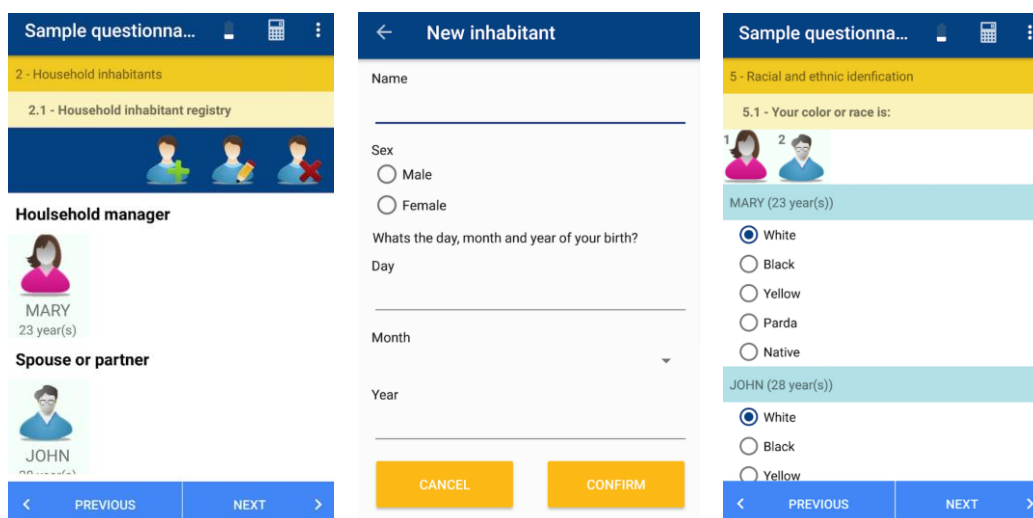 Sample questionna...
2 - Household inhabitants
2.1 - Household inhabitant registry
Houlsehold manager
MARY
23 year(s)
Spouse or partner
JOHN
28 year(s)
PREVIOUS NEXT
New inhabitant
Name
Sex
Male
Female
Whats the day, month and year of your birth?
Day
Month
Year
CANCEL CONFIRM
Sample questionna...
5 - Racial and ethnic idenfication
5.1 - Your color or race is:
1 2
MARY (23 year(s))
White
Black
Yellow
Parda
Native
JOHN (28 year(s))
White
Black
Yellow
PREVIOUS NEXT